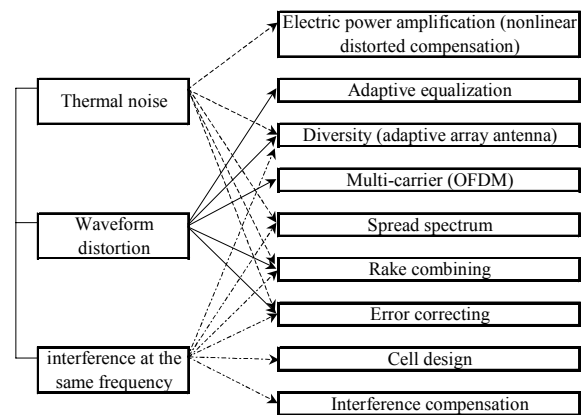 Electric power amplification (nonlinear
distorted compensation)
Thermal noise
Adaptive equalization
Diversity (adaptive array antenna)
Multi-carrier (OFDM)
Waveform
distortion
Spread spectrum
Rake combining
Error correcting
interference at the
same frequency
Cell design
Interference compensation